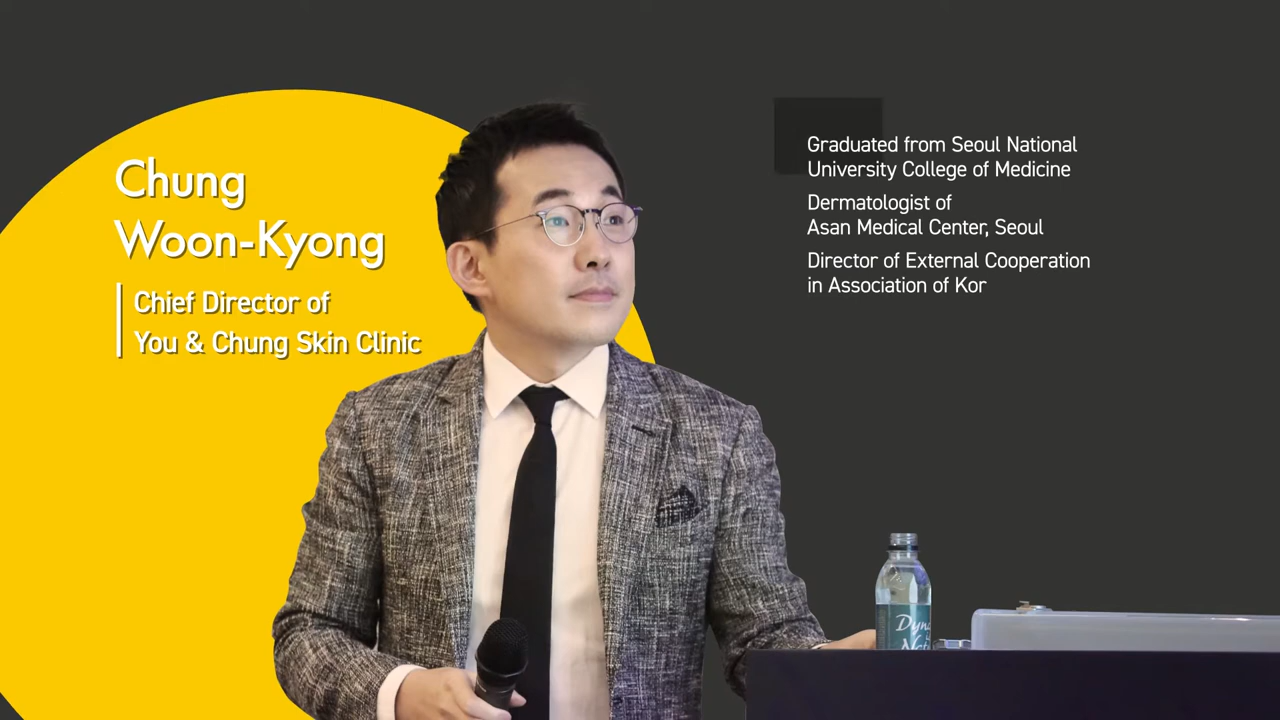 Chung
Woon-Kyong
Chief Director of
You & Chung Skin Clinic
Graduated from Seoul National
University College of Medicine
Dermatologist of
Asan Medical Center, Seoul
Director of External Cooperation
in Association of Kor